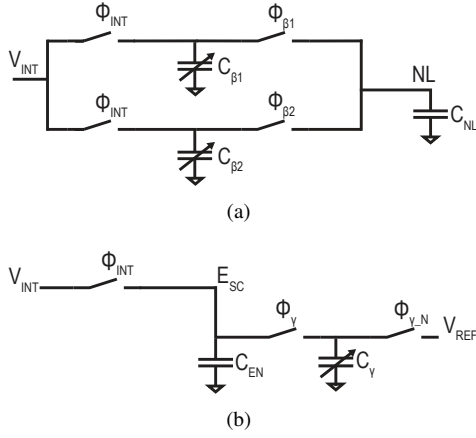 Φ_INT
Φ_β1
V_INT
C_β1
NL
Φ_INT
Φ_β2
C_NL
C_β2
(a)
V_INT
Φ_INT
E_SC
Φ_γ
Φ_γ_N
V_REF
C_EN
C_γ
(b)